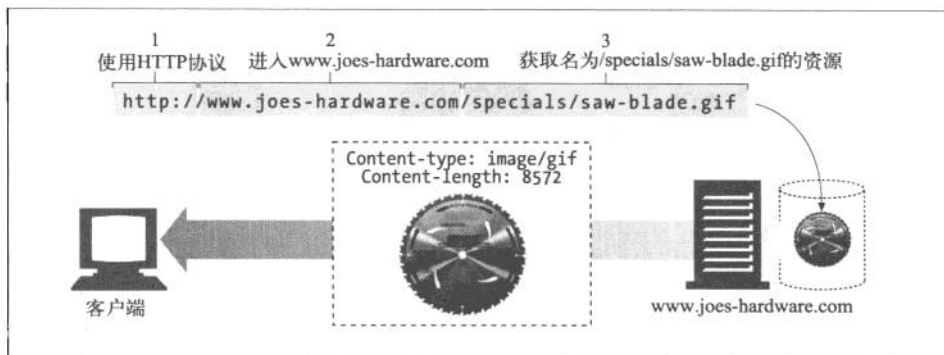 1 2 3
使用HTTP协议 进入www.joes-hardware.com 获取名为/specials/saw-blade.gif的资源
http://www.joes-hardware.com/specials/saw-blade.gif
Content-type: image/gif
Content-length: 8572
客户端
www.joes-hardware.com